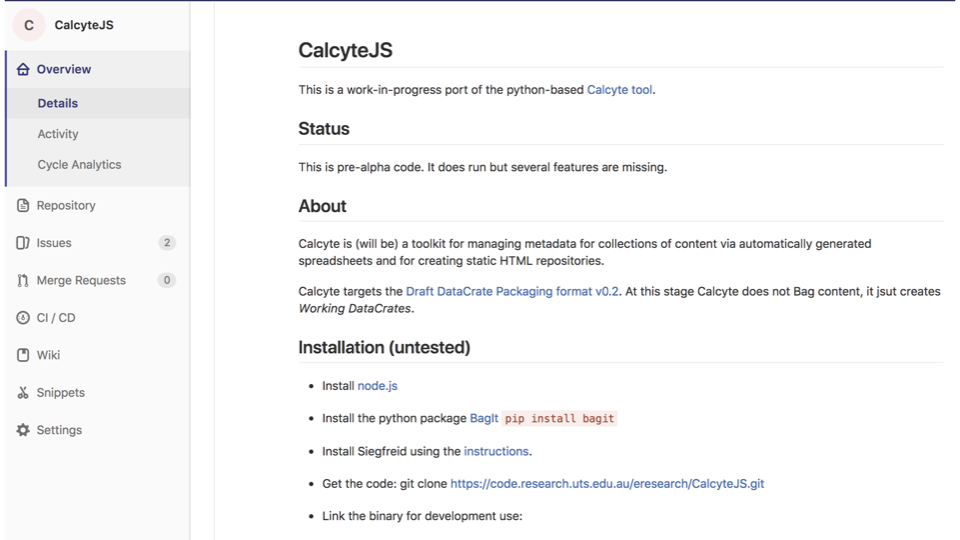 C CalcyteJS
Overview
Details
Activity
Cycle Analytics
Repository
Issues 2
Merge Requests 0
CI / CD
Wiki
Snippets
Settings
CalcyteJS
This is a work-in-progress port of the python-based Calcyte tool.
Status
This is pre-alpha code. It does run but several features are missing.
About
Calcyte is (will be) a toolkit for managing metadata for collections of content via automatically generated
spreadsheets and for creating static HTML repositories.
Calcyte targets the Draft DataCrate Packaging format v0.2. At this stage Calcyte does not Bag content, it jsut creates
Working DataCrates.
Installation (untested)
• Install node.js
• Install the python package BagIt pip install bagit
• Install Siegfreid using the instructions.
• Get the code: git clone https://code.research.uts.edu.au/eresearch/CalcyteJS.git
• Link the binary for development use: